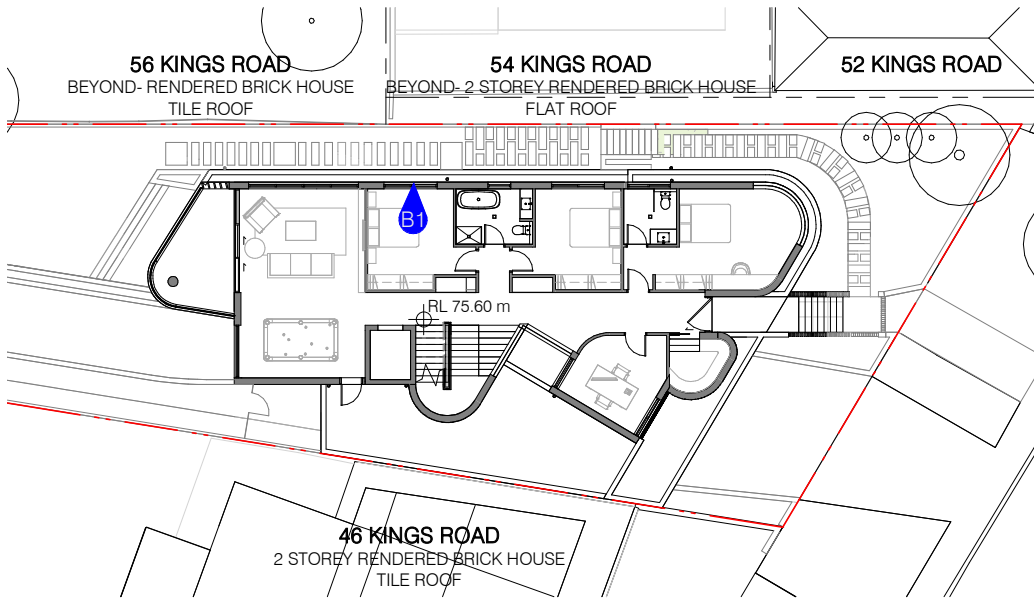 56 KINGS ROAD
BEYOND- RENDERED BRICK HOUSE
TILE ROOF
54 KINGS ROAD
BEYOND- 2 STOREY RENDERED BRICK HOUSE
FLAT ROOF
52 KINGS ROAD
B1
RL 75.60 m
46 KINGS ROAD
2 STOREY RENDERED BRICK HOUSE
TILE ROOF